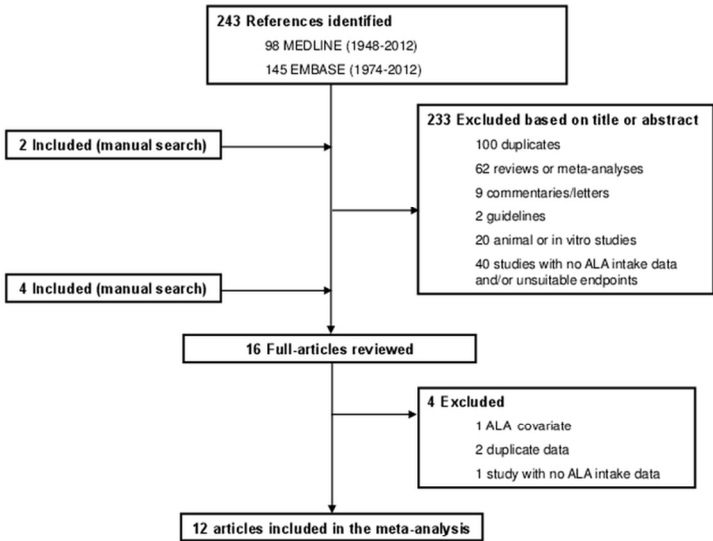 243 References identified
98 MEDLINE (1948-2012)
145 EMBASE (1974-2012)
2 Included (manual search)
233 Excluded based on title or abstract
100 duplicates
62 reviews or meta-analyses
9 commentaries/letters
2 guidelines
20 animal or in vitro studies
40 studies with no ALA intake data
and/or unsuitable endpoints
4 Included (manual search)
16 Full-articles reviewed
4 Excluded
1 ALA covariate
2 duplicate data
1 study with no ALA intake data
12 articles included in the meta-analysis